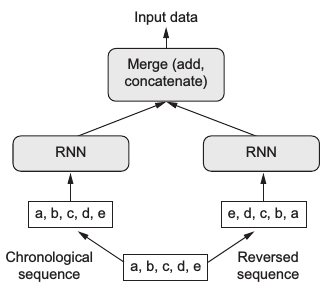 Input data
Merge (add,
concatenate)
RNN
RNN
a, b, c, d, e
e, d, c, b, a
Chronological
sequence
a, b, c, d, e
Reversed
sequence